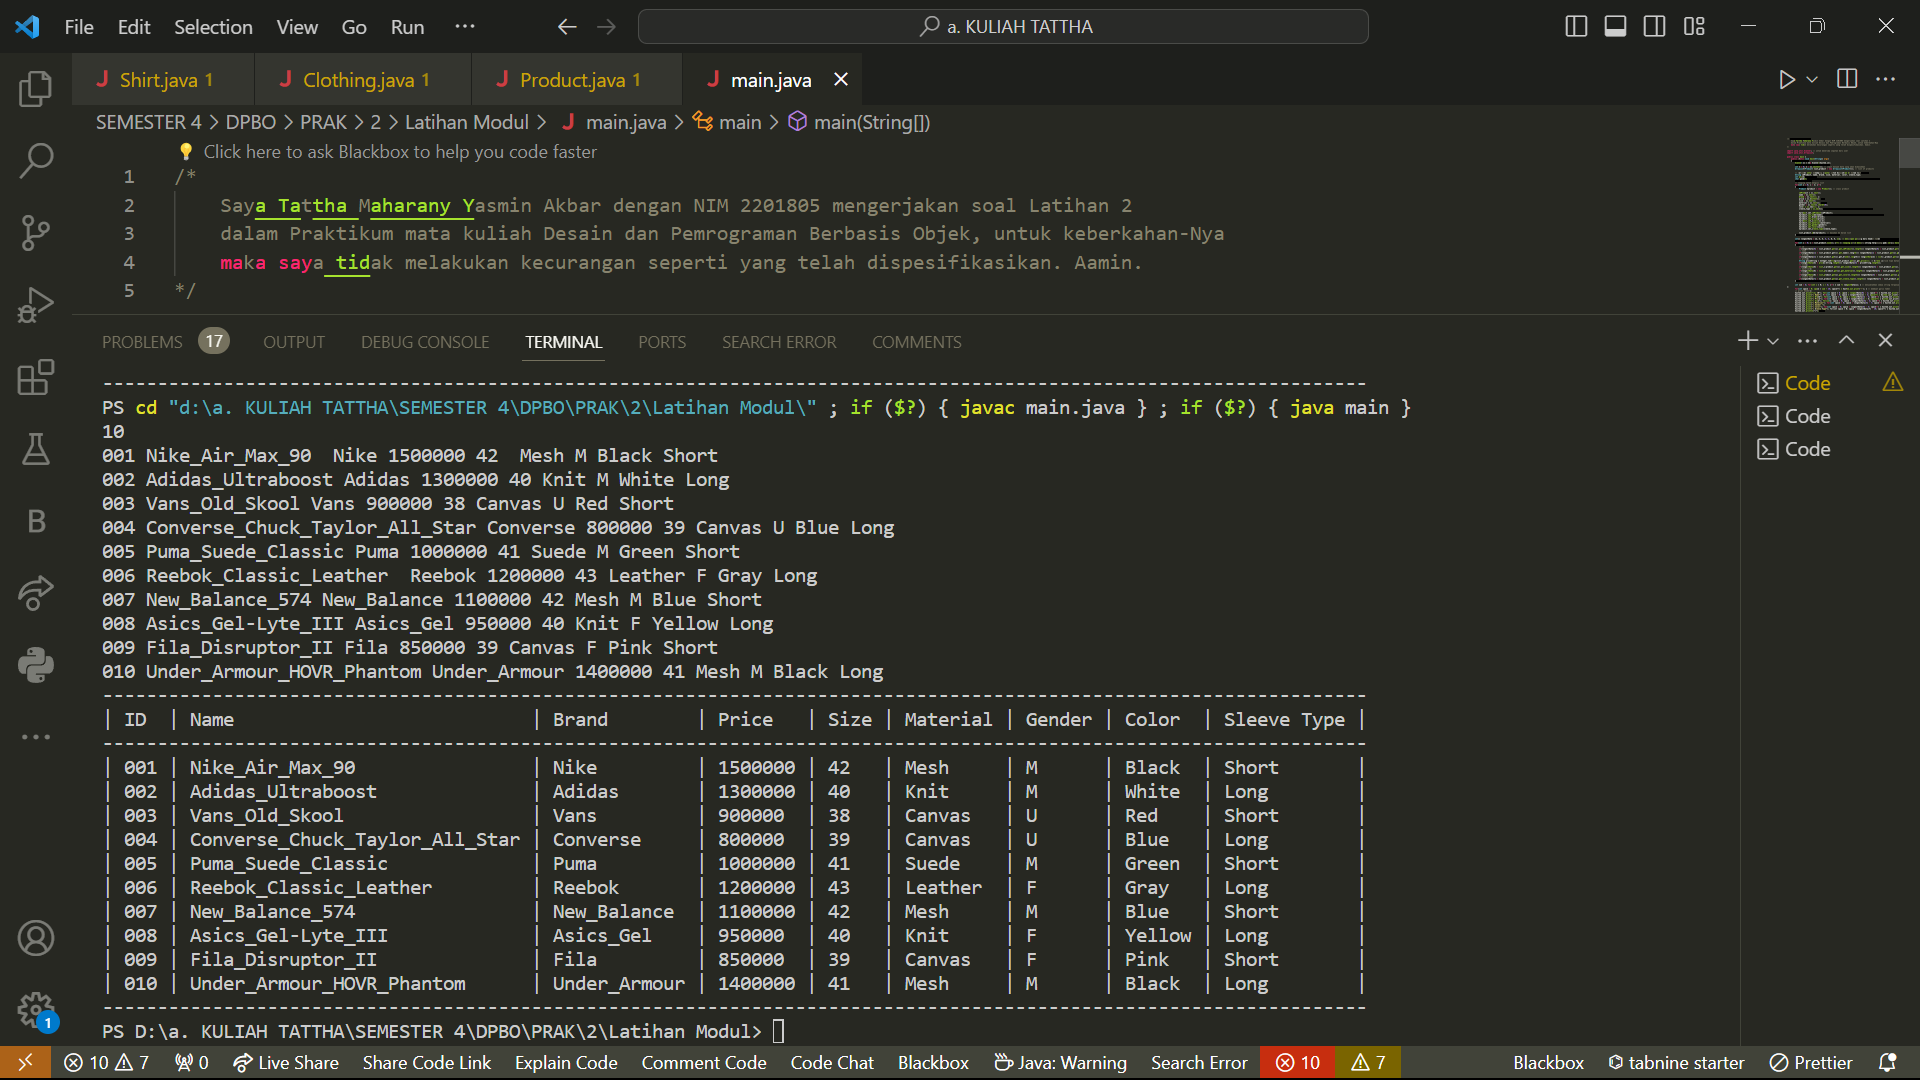 File Edit Selection View Go Run ··· a. KULIAH TATTHA
Shirt.java 1 Clothing.java 1 Product.java 1 main.java
SEMESTER 4 > DPBO > PRAK > 2 > Latihan Modul > main.java > main > main(String[])
Click here to ask Blackbox to help you code faster
1 /*
2 Saya Tattha Maharany Yasmin Akbar dengan NIM 2201805 mengerjakan soal Latihan 2
3 dalam Praktikum mata kuliah Desain dan Pemrograman Berbasis Objek, untuk keberkahan-Nya
4 maka saya tidak melakukan kecurangan seperti yang telah dispesifikasikan. Aamin.
5 */
PROBLEMS 17 OUTPUT DEBUG CONSOLE TERMINAL PORTS SEARCH ERROR COMMENTS
-------------------------------------------------------------------------------------------------------------------
PS cd "d:\a. KULIAH TATTHA\SEMESTER 4\DPBO\PRAK\2\Latihan Modul\" ; if ($?) { javac main.java } ; if ($?) { java main }
10
001 Nike_Air_Max_90  Nike 1500000 42  Mesh M Black Short
002 Adidas_Ultraboost Adidas 1300000 40 Knit M White Long
003 Vans_Old_Skool Vans 900000 38 Canvas U Red Short
004 Converse_Chuck_Taylor_All_Star Converse 800000 39 Canvas U Blue Long
005 Puma_Suede_Classic Puma 1000000 41 Suede M Green Short
006 Reebok_Classic_Leather  Reebok 1200000 43 Leather F Gray Long
007 New_Balance_574 New_Balance 1100000 42 Mesh M Blue Short
008 Asics_Gel-Lyte_III Asics_Gel 950000 40 Knit F Yellow Long
009 Fila_Disruptor_II Fila 850000 39 Canvas F Pink Short
010 Under_Armour_HOVR_Phantom Under_Armour 1400000 41 Mesh M Black Long
-------------------------------------------------------------------------------------------------------------------
| ID  | Name                           | Brand        | Price   | Size | Material | Gender | Color  | Sleeve Type |
-------------------------------------------------------------------------------------------------------------------
| 001 | Nike_Air_Max_90                | Nike         | 1500000 | 42   | Mesh     | M      | Black  | Short       |
| 002 | Adidas_Ultraboost              | Adidas       | 1300000 | 40   | Knit     | M      | White  | Long        |
| 003 | Vans_Old_Skool                 | Vans         | 900000  | 38   | Canvas   | U      | Red    | Short       |
| 004 | Converse_Chuck_Taylor_All_Star | Converse     | 800000  | 39   | Canvas   | U      | Blue   | Long        |
| 005 | Puma_Suede_Classic             | Puma         | 1000000 | 41   | Suede    | M      | Green  | Short       |
| 006 | Reebok_Classic_Leather         | Reebok       | 1200000 | 43   | Leather  | F      | Gray   | Long        |
| 007 | New_Balance_574                | New_Balance  | 1100000 | 42   | Mesh     | M      | Blue   | Short       |
| 008 | Asics_Gel-Lyte_III             | Asics_Gel    | 950000  | 40   | Knit     | F      | Yellow | Long        |
| 009 | Fila_Disruptor_II              | Fila         | 850000  | 39   | Canvas   | F      | Pink   | Short       |
| 010 | Under_Armour_HOVR_Phantom      | Under_Armour | 1400000 | 41   | Mesh     | M      | Black  | Long        |
-------------------------------------------------------------------------------------------------------------------
PS D:\a. KULIAH TATTHA\SEMESTER 4\DPBO\PRAK\2\Latihan Modul>
Code
Code
Code
B
1
10 7 0 Live Share Share Code Link Explain Code Comment Code Code Chat Blackbox Java: Warning Search Error 10 7 Blackbox tabnine starter Prettier